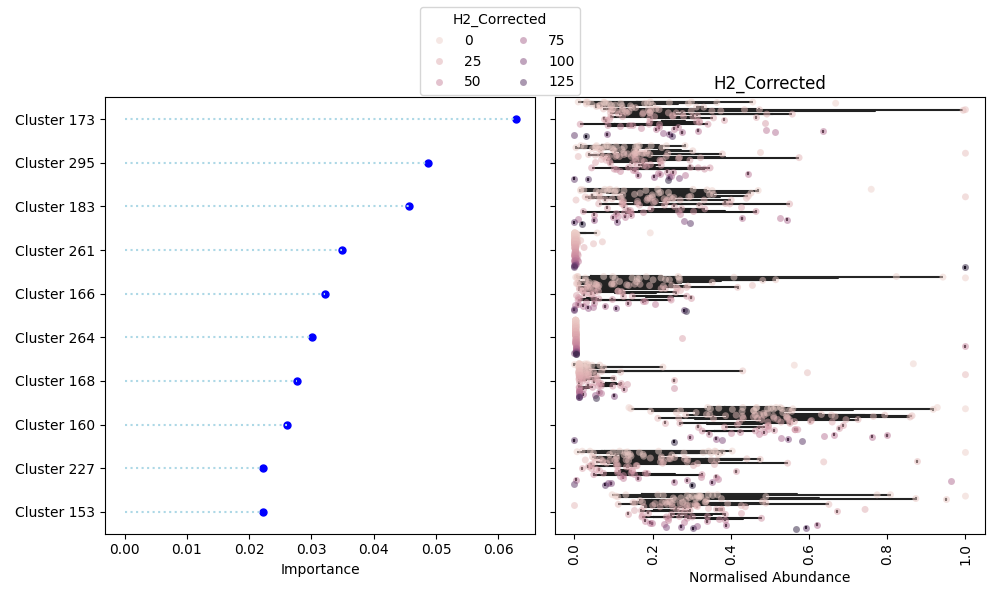 H2_Corrected
0 75
25 100
50 125
H2_Corrected
Cluster 173
Cluster 295
Cluster 183
Cluster 261
Cluster 166
Cluster 264
Cluster 168
Cluster 160
Cluster 227
Cluster 153
0.00 0.01 0.02 0.03 0.04 0.05 0.06
Importance
0.0 0.2 0.4 0.6 0.8 1.0
Normalised Abundance